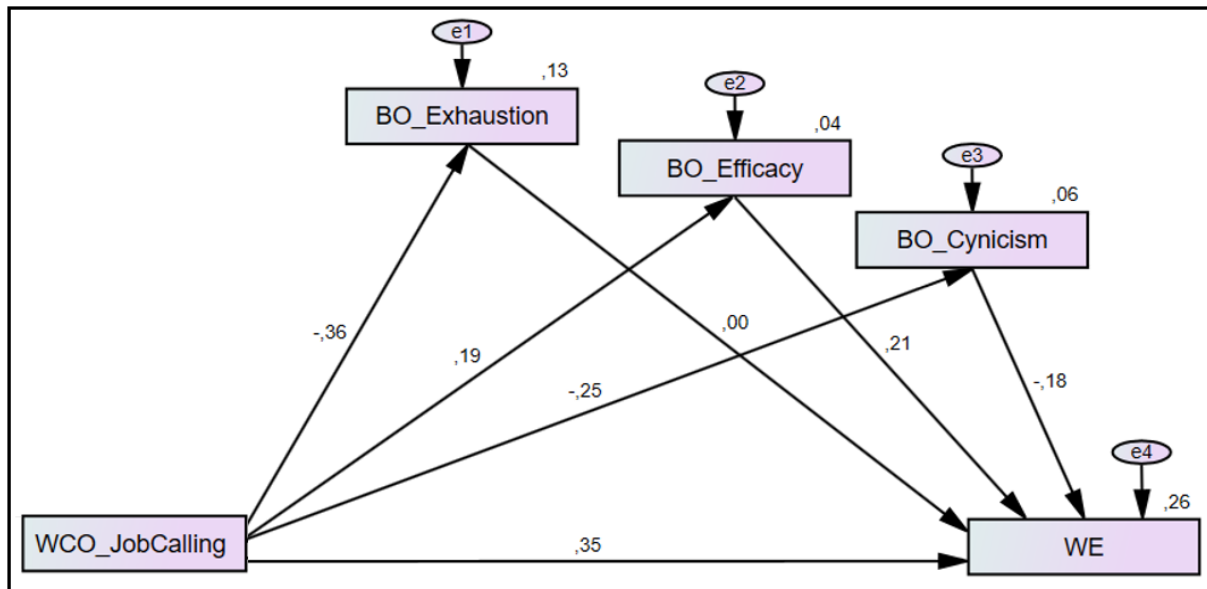 e1
,13
BO_Exhaustion
e2
,04
BO_Efficacy
e3
,06
BO_Cynicism
-,36
,19
-,25
,00
,21
-,18
e4
,26
WCO_JobCalling
,35
WE